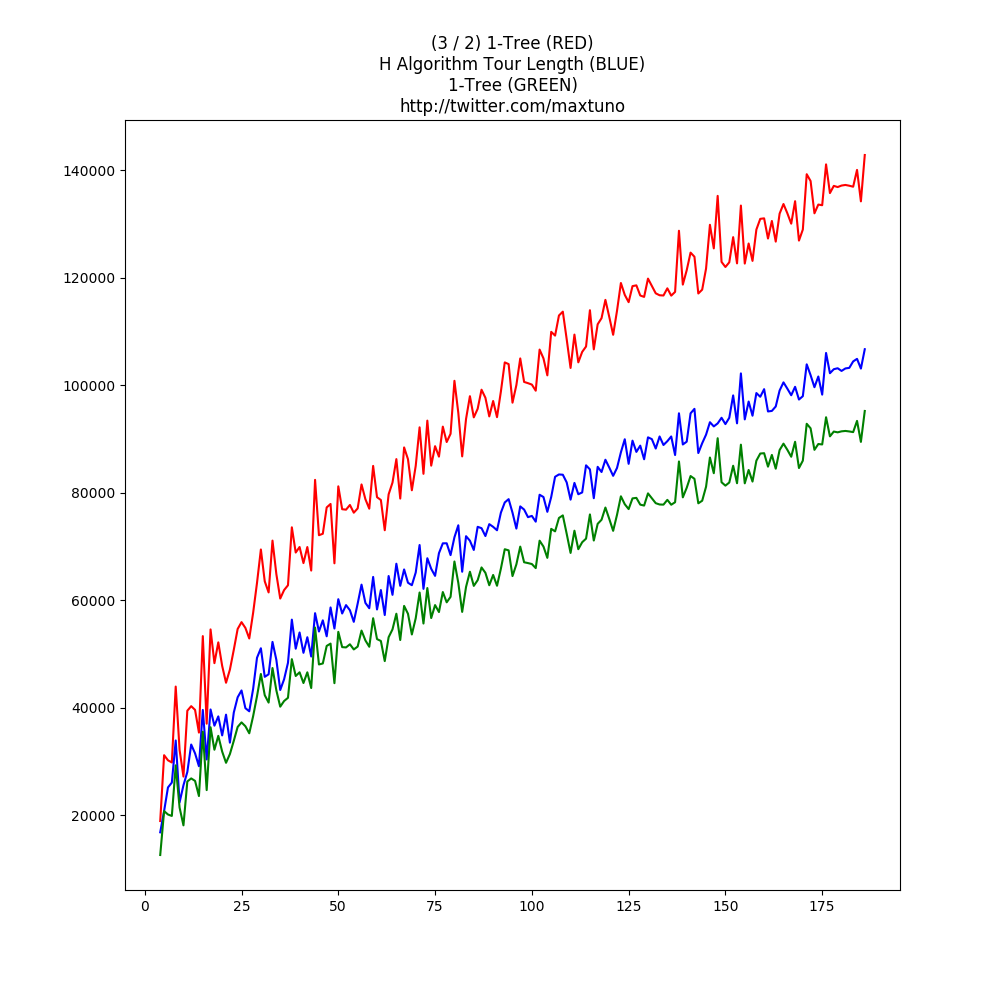 (3 / 2) 1-Tree (RED)
H Algorithm Tour Length (BLUE)
1-Tree (GREEN)
http://twitter.com/maxtuno
140000
120000
100000
80000
60000
40000
20000
0 25 50 75 100 125 150 175